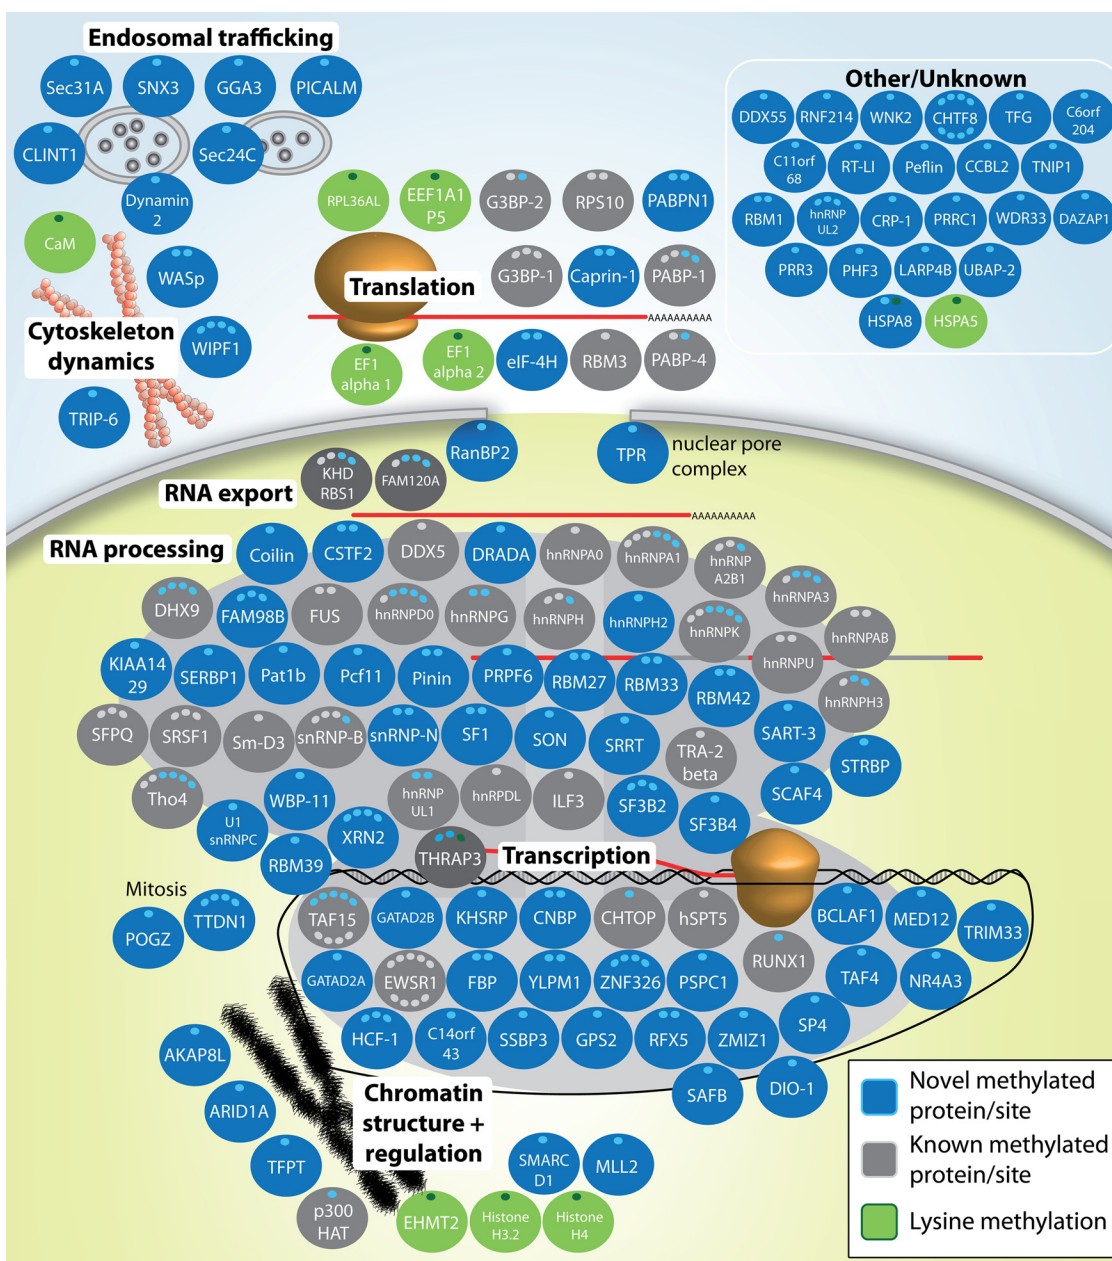 Endosomal trafficking
Sec31A
SNX3
GGA3
PICALM
CLINT1
Sec24C
Dynamin
2
CaM
WASp
Cytoskeleton
dynamics
WIPF1
TRIP-6
RPL36AL
EEF1A1
P5
G3BP-2
RPS10
PABPN1
G3BP-1
Caprin-1
PABP-1
Translation
AAAAAAAAAA
EF1
alpha 1
EF1
alpha 2
eIF-4H
RBM3
PABP-4
Other/Unknown
DDX55
RNF214
WNK2
CHTF8
TFG
C6orf
204
C11orf
68
RT-LI
Peflin
CCBL2
TNIP1
RBM1
hnRNP
UL2
CRP-1
PRRC1
WDR33
DAZAP1
PRR3
PHF3
LARP4B
UBAP-2
HSPA8
HSPA5
RanBP2
TPR
nuclear pore
complex
RNA export
KHD
RBS1
FAM120A
AAAAAAAAAA
RNA processing
Coilin
CSTF2
DDX5
DRADA
hnRNPA0
hnRNPA1
hnRNP
A2B1
hnRNPA3
DHX9
FAM98B
FUS
hnRNPD0
hnRNPG
hnRNPH
hnRNPH2
hnRNPK
hnRNPU
hnRNPAB
KIAA14
29
SERBP1
Pat1b
Pcf11
Pinin
PRPF6
RBM27
RBM33
RBM42
hnRNPH3
SFPQ
SRSF1
Sm-D3
snRNP-B
snRNP-N
SF1
SON
SRRT
TRA-2
beta
SART-3
STRBP
Tho4
U1
snRNPC
WBP-11
hnRNP
UL1
hnRPDL
ILF3
SF3B2
SF3B4
SCAF4
RBM39
XRN2
THRAP3
Transcription
Mitosis
POGZ
TTDN1
TAF15
GATAD2B
KHSRP
CNBP
CHTOP
hSPT5
BCLAF1
MED12
TRIM33
GATAD2A
EWSR1
FBP
YLPM1
ZNF326
PSPC1
RUNX1
TAF4
NR4A3
HCF-1
C14orf
43
SSBP3
GPS2
RFX5
ZMIZ1
SP4
SAFB
DIO-1
AKAP8L
ARID1A
TFPT
p300
HAT
Chromatin
structure +
regulation
EHMT2
Histone
H3.2
Histone
H4
SMARC
D1
MLL2
Novel methylated
protein/site
Known methylated
protein/site
Lysine methylation